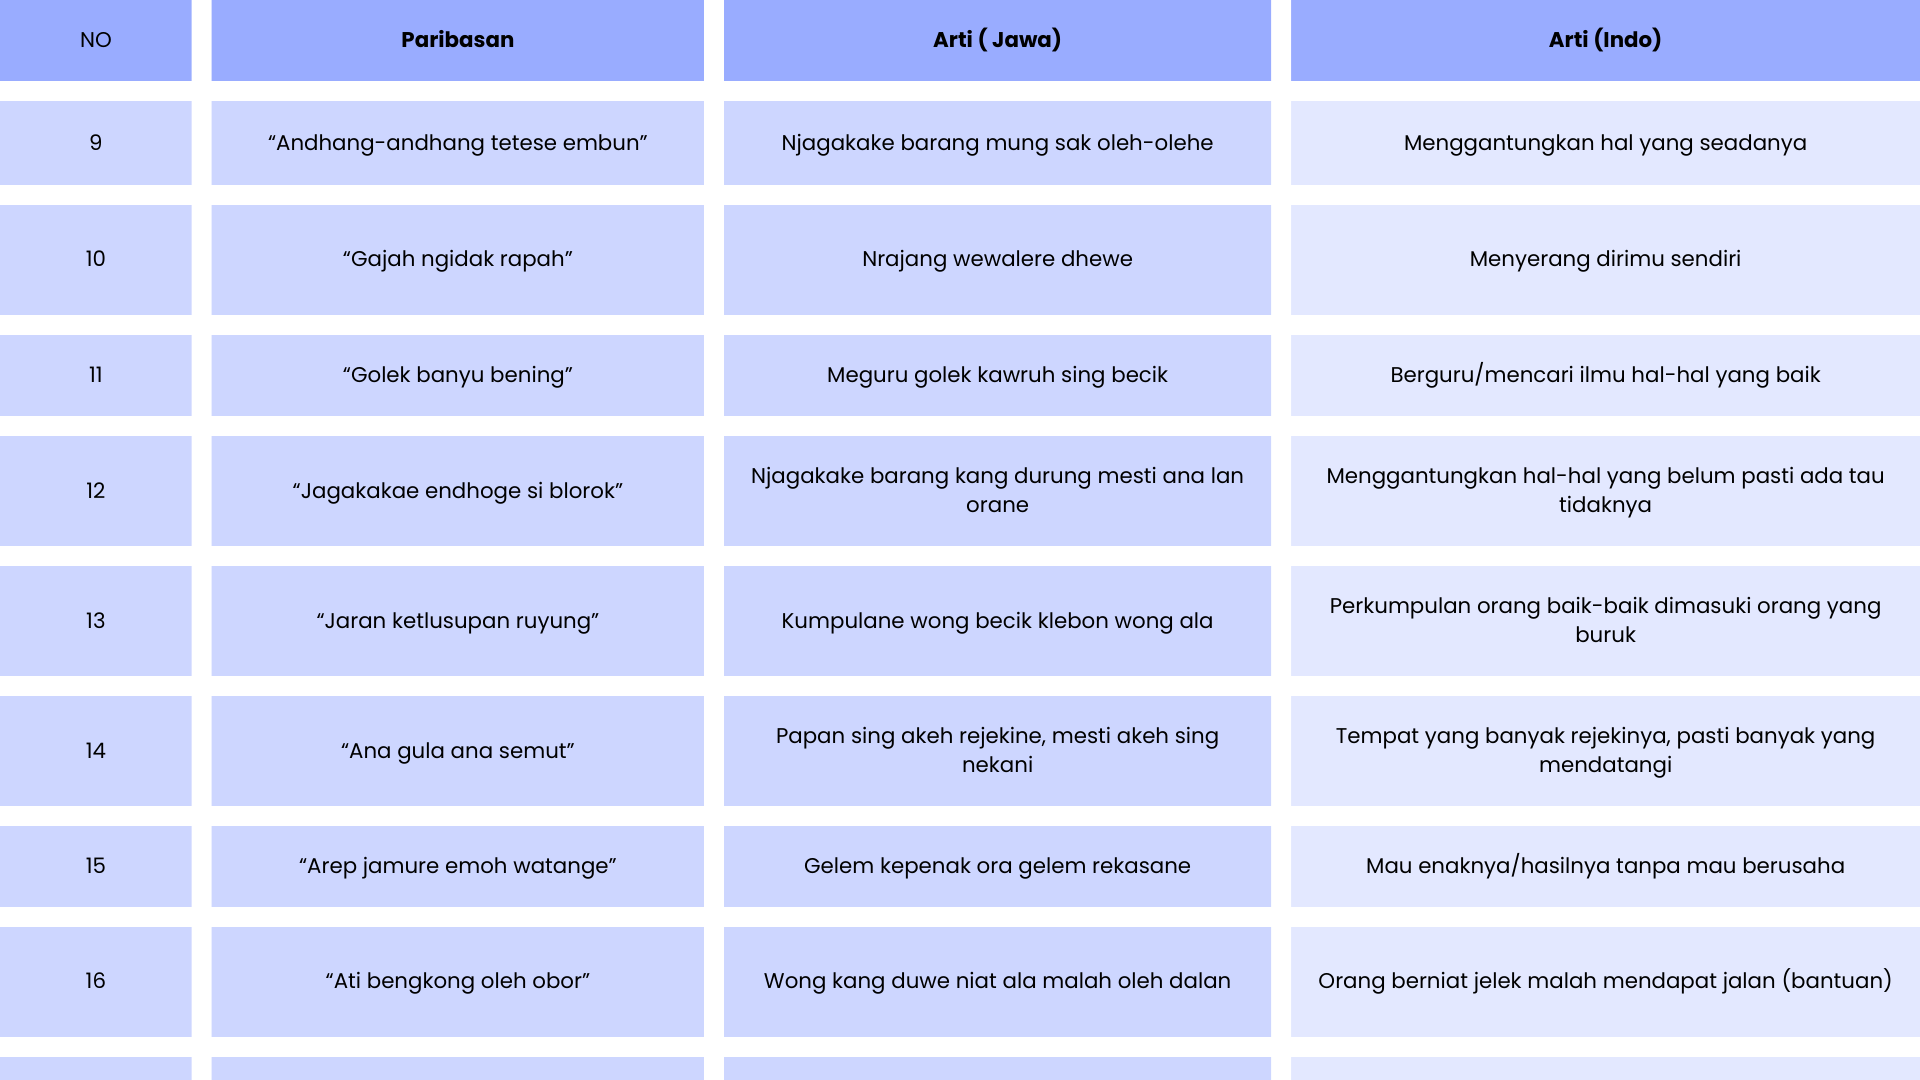 NO Paribasan Arti ( Jawa) Arti (Indo)
9 “Andhang-andhang tetese embun” Njagakake barang mung sak oleh-olehe Menggantungkan hal yang seadanya
10 “Gajah ngidak rapah” Nrajang wewalere dhewe Menyerang dirimu sendiri
11 “Golek banyu bening” Meguru golek kawruh sing becik Berguru/mencari ilmu hal-hal yang baik
12 “Jagakakae endhoge si blorok” Njagakake barang kang durung mesti ana lan
orane
Menggantungkan hal-hal yang belum pasti ada tau
tidaknya
13 “Jaran ketlusupan ruyung” Kumpulane wong becik klebon wong ala
Perkumpulan orang baik-baik dimasuki orang yang
buruk
14 “Ana gula ana semut” Papan sing akeh rejekine, mesti akeh sing
nekani
Tempat yang banyak rejekinya, pasti banyak yang
mendatangi
15 “Arep jamure emoh watange” Gelem kepenak ora gelem rekasane Mau enaknya/hasilnya tanpa mau berusaha
16 “Ati bengkong oleh obor” Wong kang duwe niat ala malah oleh dalan Orang berniat jelek malah mendapat jalan (bantuan)